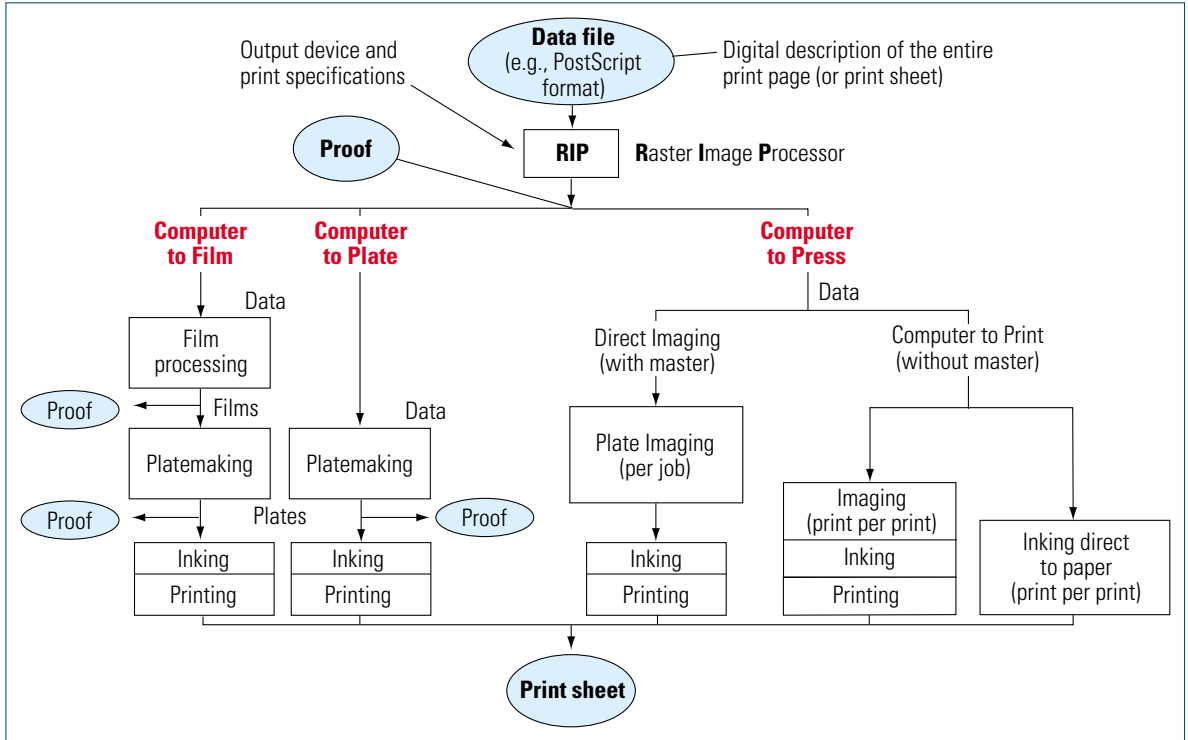 Output device and
print specifications
Data file
(e.g., PostScript
format)
Digital description of the entire
print page (or print sheet)
Proof
RIP
Raster Image Processor
Computer
to Film
Computer
to Plate
Computer
to Press
Data
Film
processing
Proof
Films
Platemaking
Proof
Plates
Inking
Printing
Data
Platemaking
Proof
Inking
Printing
Data
Direct Imaging
(with master)
Plate Imaging
(per job)
Inking
Printing
Computer to Print
(without master)
Imaging
(print per print)
Inking
Printing
Inking direct
to paper
(print per print)
Print sheet